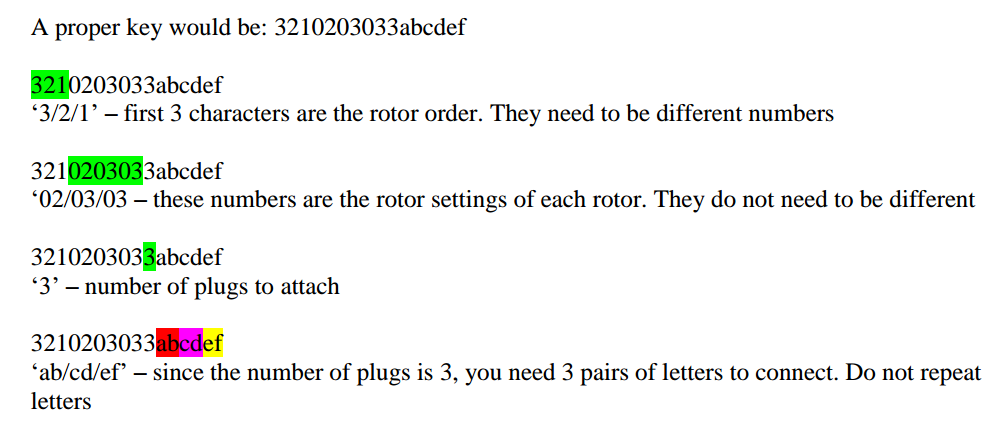 A proper key would be: 3210203033abcdef
3210203033abcdef
‘3/2/1’ – first 3 characters are the rotor order. They need to be different numbers
3210203033abcdef
‘02/03/03 – these numbers are the rotor settings of each rotor. They do not need to be different
3210203033abcdef
‘3’ – number of plugs to attach
3210203033abcdef
‘ab/cd/ef’ – since the number of plugs is 3, you need 3 pairs of letters to connect. Do not repeat
letters